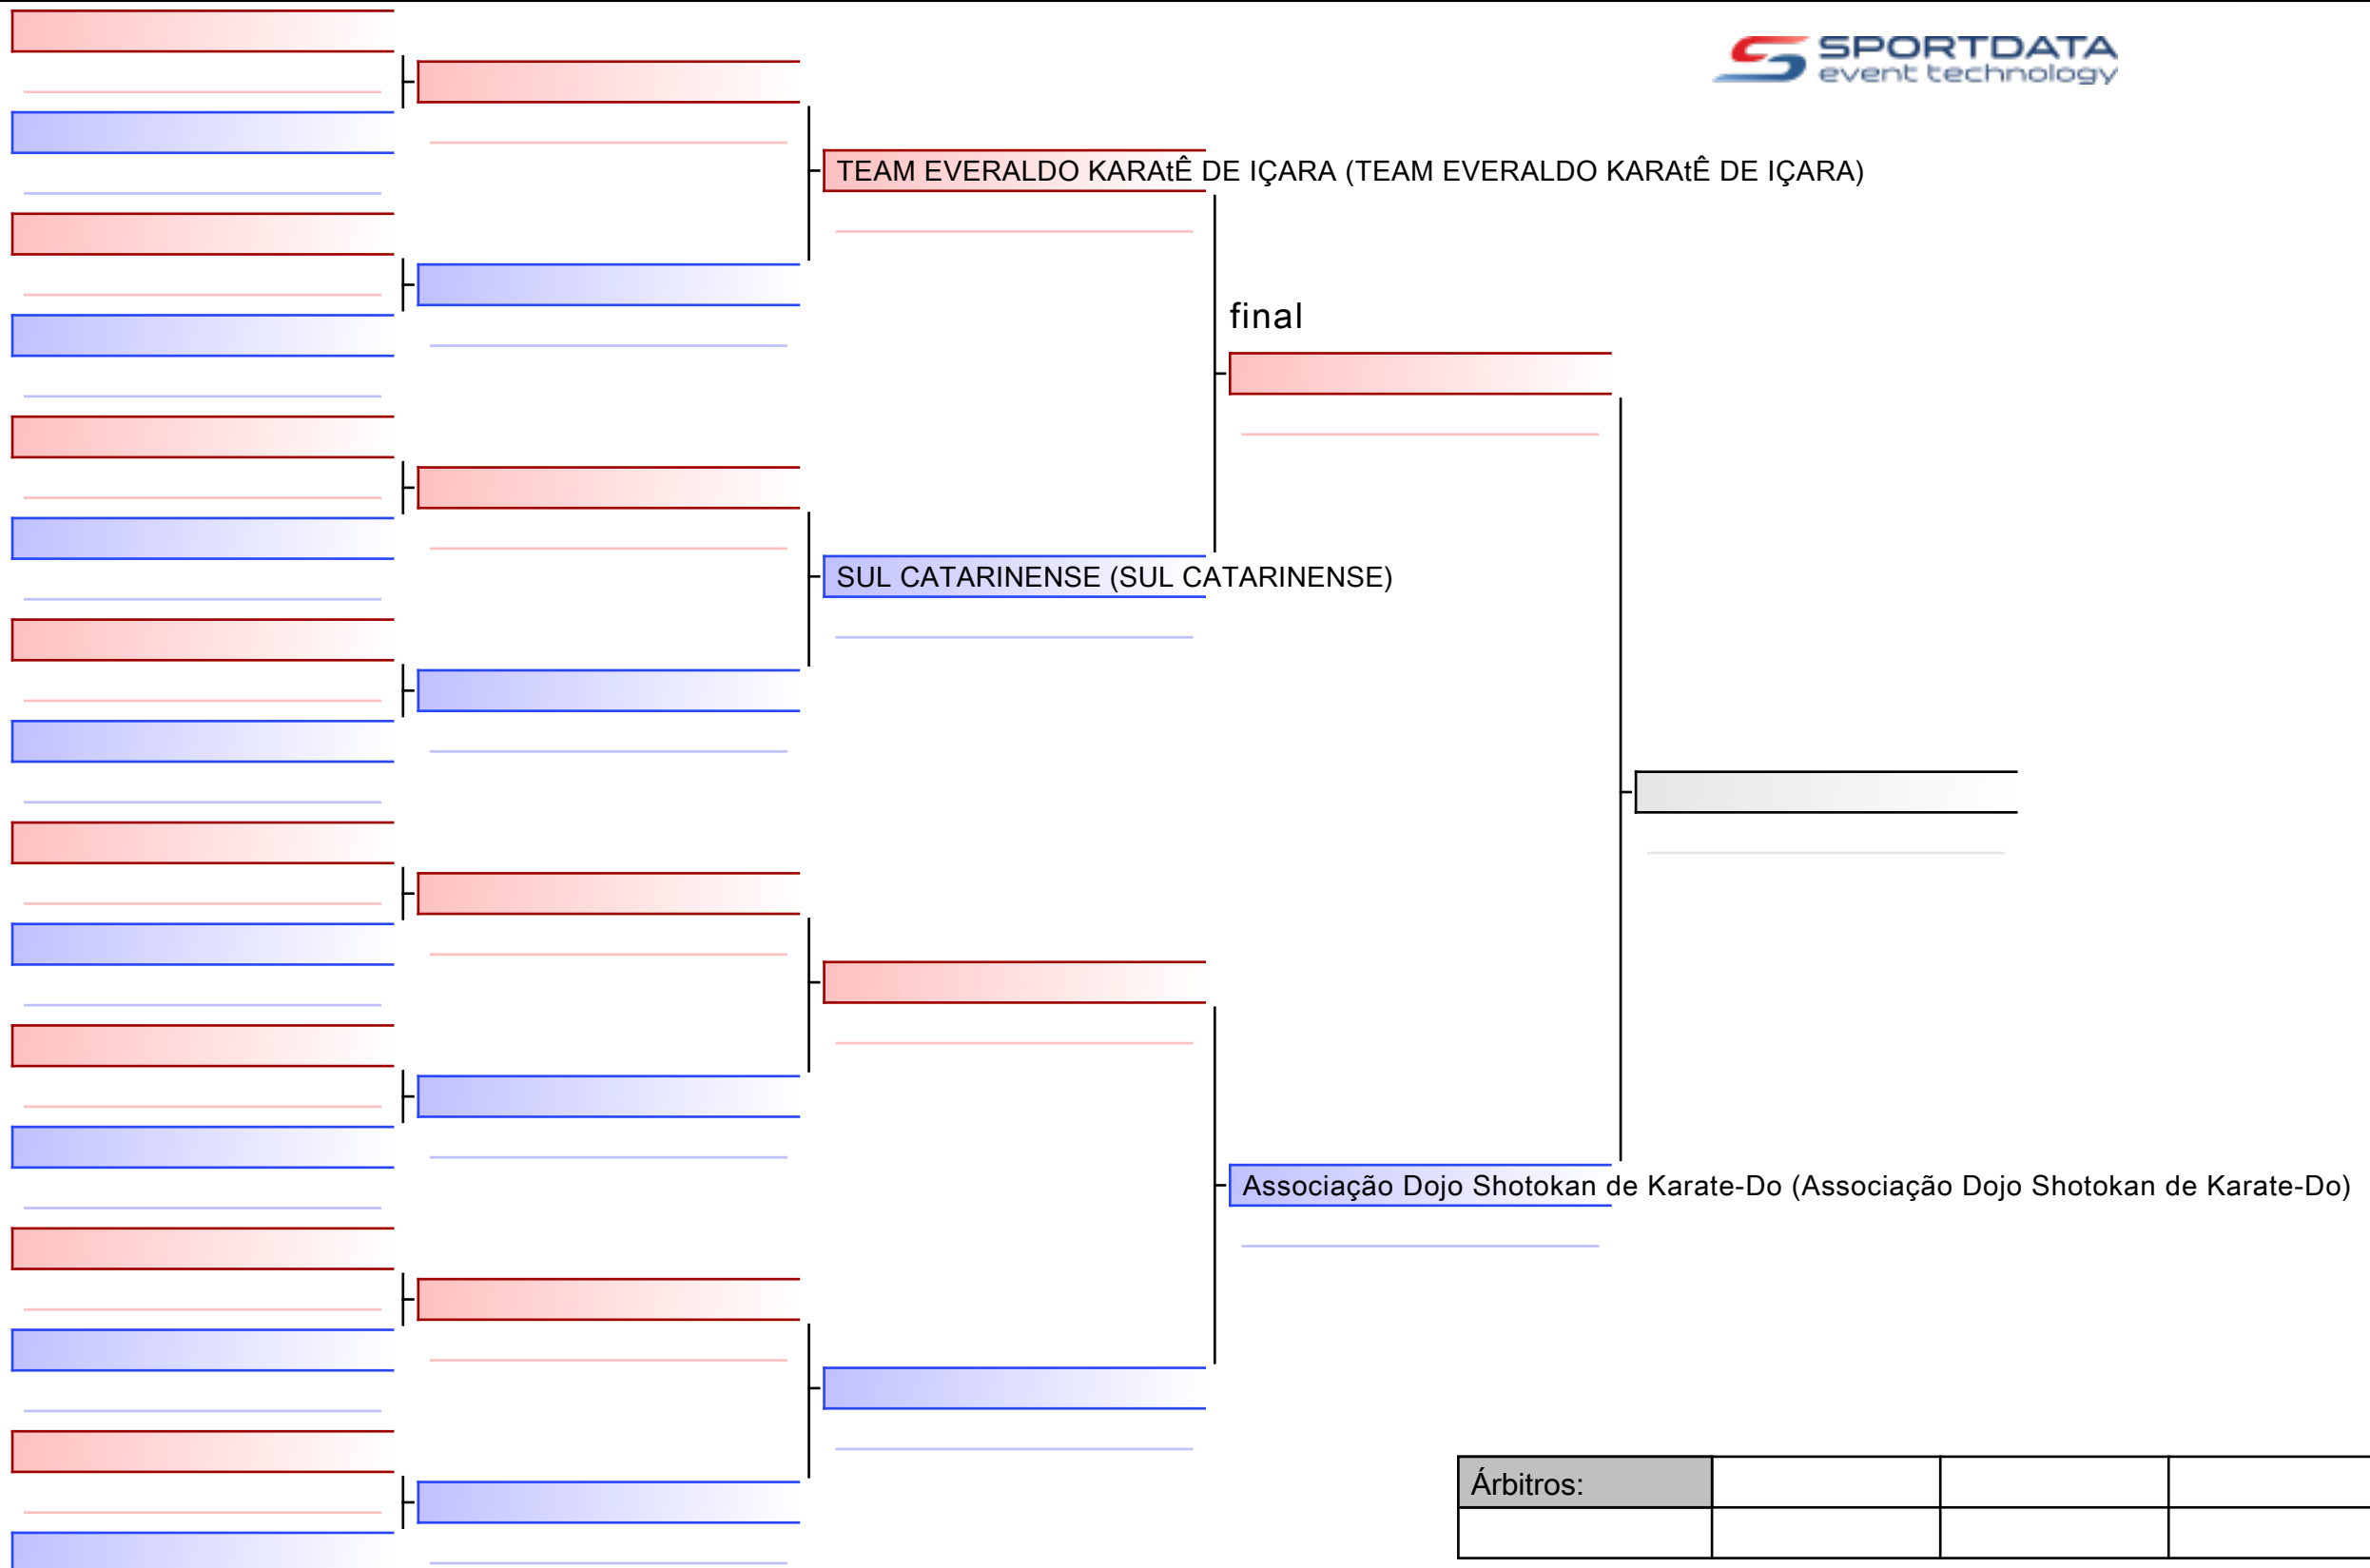 SPORTDATA
event technology
TEAM EVERALDO KARAtÊ DE IÇARA (TEAM EVERALDO KARAtÊ DE IÇARA)
final
SUL CATARINENSE (SUL CATARINENSE)
Associação Dojo Shotokan de Karate-Do (Associação Dojo Shotokan de Karate-Do)
Árbitros: